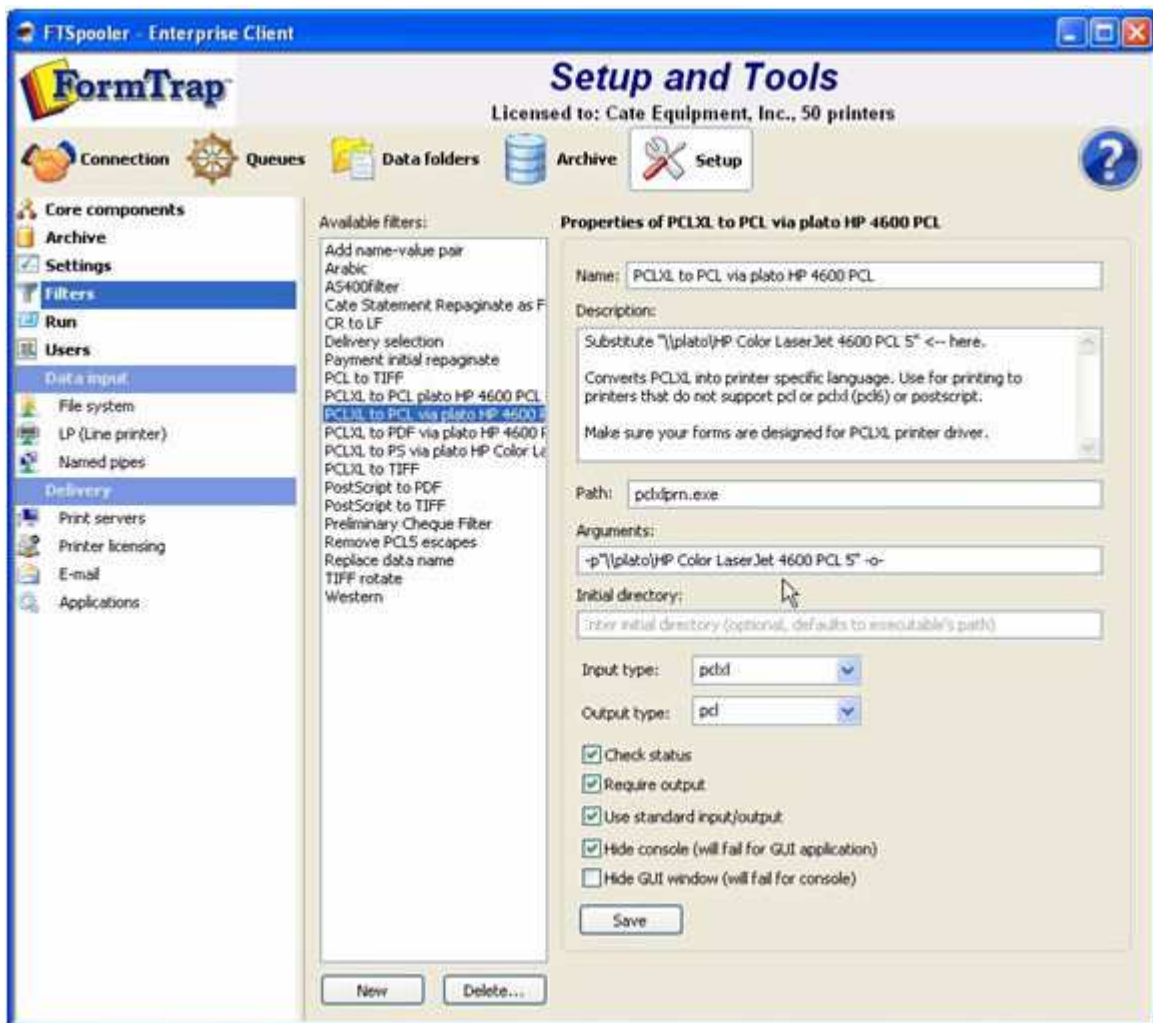 FTSpooler - Enterprise Client
FormTrap
Setup and Tools
Licensed to: Cate Equipment, Inc., 50 printers
Connection
Queues
Data folders
Archive
Setup
Core components
Archive
Settings
Filters
Run
Users
Data input
File system
LP (Line printer)
Named pipes
Delivery
Print servers
Printer licensing
E-mail
Applications
Available filters:
Add name-value pair
Arabic
AS400filter
Cate Statement Repaginate as F
CR to LF
Delivery selection
Payment initial repaginate
PCL to TIFF
PCLXL to PCL plato HP 4600 PCL
PCLXL to PCL via plato HP 4600 P
PCLXL to PDF via plato HP 4600 P
PCLXL to PS via plato HP Color La
PCLXL to TIFF
PostScript to PDF
PostScript to TIFF
Preliminary Cheque Filter
Remove PCL5 escapes
Replace data name
TIFF rotate
Western
New
Delete...
Properties of PCLXL to PCL via plato HP 4600 PCL
Name: PCLXL to PCL via plato HP 4600 PCL
Description:
Substitute "\\plato\HP Color LaserJet 4600 PCL 5" <-- here.
Converts PCLXL into printer specific language. Use for printing to
printers that do not support pcl or pclxl (pcl6) or postscript.
Make sure your forms are designed for PCLXL printer driver.
Path: pclxlprn.exe
Arguments:
-p"\\plato\HP Color LaserJet 4600 PCL 5" -o-
Initial directory:
Enter initial directory (optional, defaults to executable's path)
Input type: pclxl
Output type: pcl
Check status
Require output
Use standard input/output
Hide console (will fail for GUI application)
Hide GUI window (will fail for console)
Save